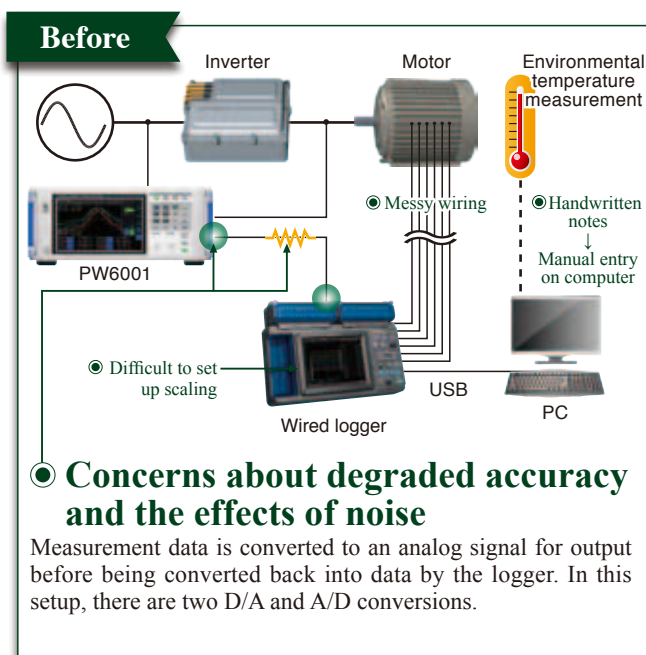 Before
Inverter
Motor
Environmental
temperature
measurement
◉ Messy wiring
◉ Handwritten
notes
↓
Manual entry
on computer
PW6001
◉ Difficult to set
up scaling
USB
PC
Wired logger
◉ Concerns about degraded accuracy
and the effects of noise
Measurement data is converted to an analog signal for output
before being converted back into data by the logger. In this
setup, there are two D/A and A/D conversions.